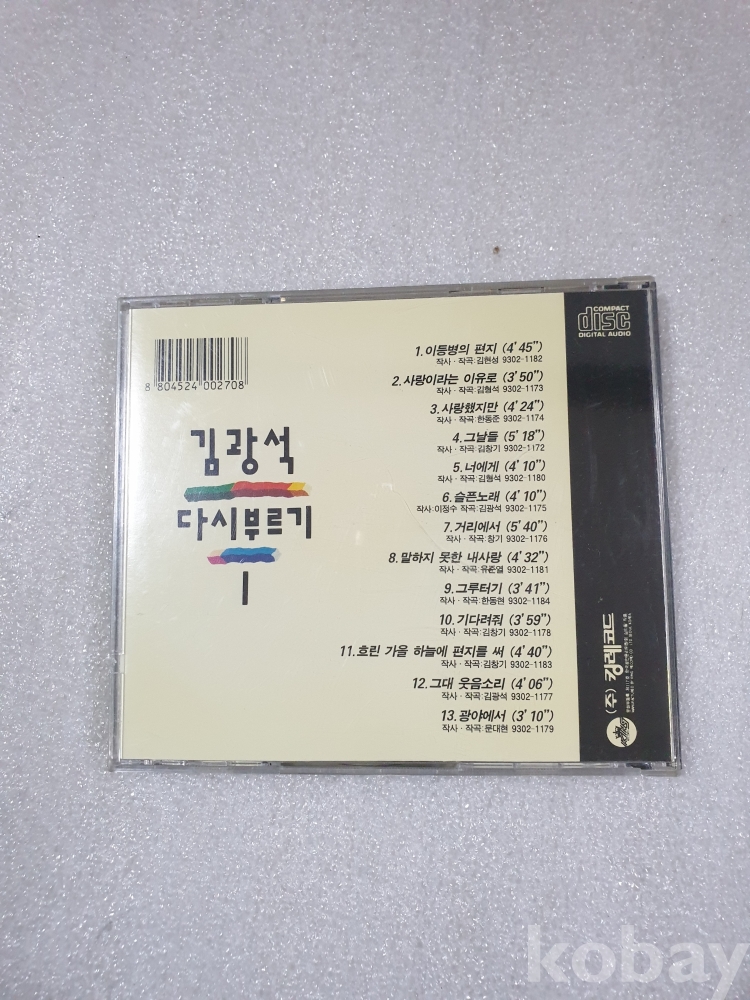 COMPACT
disc
DIGITAL AUDIO
8 804524 002708
김광석
다시부르기
I
1. 이등병의 편지 (4' 45")
작사 · 작곡:김현성 9302-1182
2. 사랑이라는 이유로 (3' 50")
작사 · 작곡:김형석 9302-1173
3. 사랑했지만 (4' 24")
작사 · 작곡:한동준 9302-1174
4. 그날들 (5' 18")
작사 · 작곡:김창기 9302-1172
5. 너에게 (4' 10")
작사 · 작곡:김형석 9302-1180
6. 슬픈노래 (4' 10")
작사:이정수 작곡:김광석 9302-1175
7. 거리에서 (5' 40")
작사 · 작곡:창기 9302-1176
8. 말하지 못한 내사랑 (4' 32")
작사 · 작곡:유준열 9302-1181
9. 그루터기 (3' 41")
작사 · 작곡:한동현 9302-1184
10. 기다려줘 (3' 59")
작사 · 작곡:김창기 9302-1178
11. 흐린 가을 하늘에 편지를 써 (4' 40")
작사 · 작곡:김창기 9302-1183
12. 그대 웃음소리 (4' 06")
작사 · 작곡:김광석 9302-1177
13. 광야에서 (3' 10")
작사 · 작곡:문대현 9302-1179
(주) 킹레코드
kobay